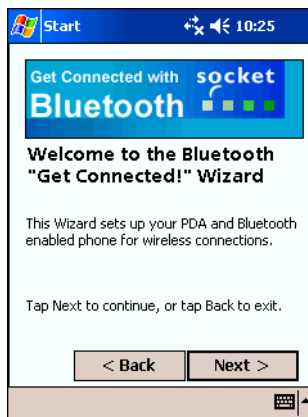 Start 10:25
Get Connected with
Bluetooth
socket
Welcome to the Bluetooth
"Get Connected!" Wizard
This Wizard sets up your PDA and Bluetooth
enabled phone for wireless connections.
Tap Next to continue, or tap Back to exit.
< Back Next >